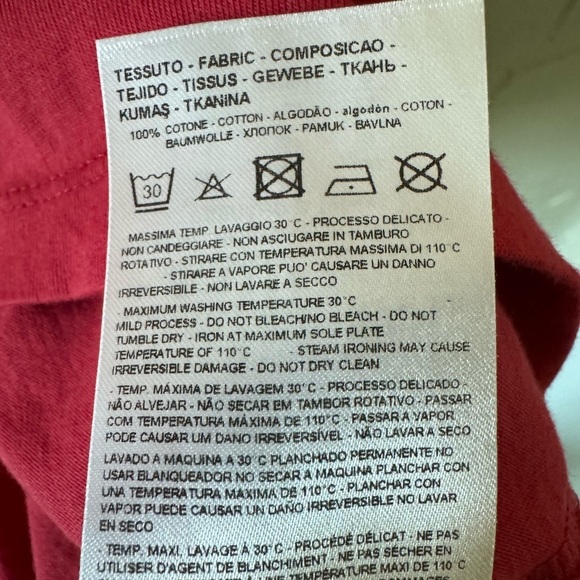 TESSUTO - FABRIC - COMPOSICAO -
TEJIDO - TISSUS - GEWEBE - ТКАНЬ -
KUMAŞ - TKANINA
100% COTONE - COTTON - ALGODÃO - algodón - COTON -
BAUMWOLLE - ХЛОПОК - PAMUK - BAVLNA
30
MASSIMA TEMP. LAVAGGIO 30°C - PROCESSO DELICATO -
NON CANDEGGIARE - NON ASCIUGARE IN TAMBURO
ROTATIVO - STIRARE CON TEMPERATURA MASSIMA DI 110°C
- STIRARE A VAPORE PUO' CAUSARE UN DANNO
IRREVERSIBILE - NON LAVARE A SECCO
- MAXIMUM WASHING TEMPERATURE 30°C
MILD PROCESS - DO NOT BLEACH/NO BLEACH - DO NOT
TUMBLE DRY - IRON AT MAXIMUM SOLE PLATE
TEMPERATURE OF 110°C - STEAM IRONING MAY CAUSE
IRREVERSIBLE DAMAGE - DO NOT DRY CLEAN
- TEMP. MÁXIMA DE LAVAGEM 30°C - PROCESSO DELICADO -
NÃO ALVEJAR - NÃO SECAR EM TAMBOR ROTATIVO - PASSAR
COM TEMPERATURA MÁXIMA DE 110°C - PASSAR A VAPOR
PODE CAUSAR UM DANO IRREVERSÍVEL - NÃO LAVAR A SECO
LAVADO A MAQUINA A 30°C PLANCHADO PERMANENTE NO
USAR BLANQUEADOR NO SECAR A MAQUINA PLANCHAR CON
UNA TEMPERATURA MAXIMA DE 110°C - PLANCHAR CON
VAPOR PUEDE CAUSAR UN DANO IRREVERSIBLE NO LAVAR
EN SECO
- TEMP. MAXI. LAVAGE À 30°C - PROCÉDÉ DÉLICAT - NE PAS
UTILISER D'AGENT DE BLANCHIMENT - NE PAS SÉCHER EN
À UNE TEMPÉRATURE MAXI DE 110°C